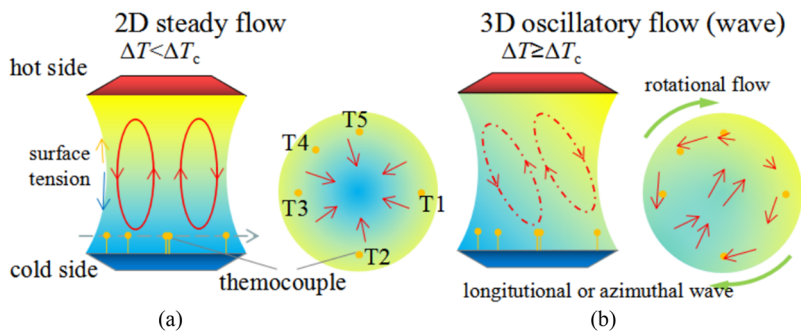 2D steady flow
ΔT<ΔTc
hot side
surface
tension
cold side
T5
T4
T3
T1
T2
themocouple
(a)
3D oscillatory flow (wave)
ΔT≥ΔTc
rotational flow
longitutional or azimuthal wave
(b)